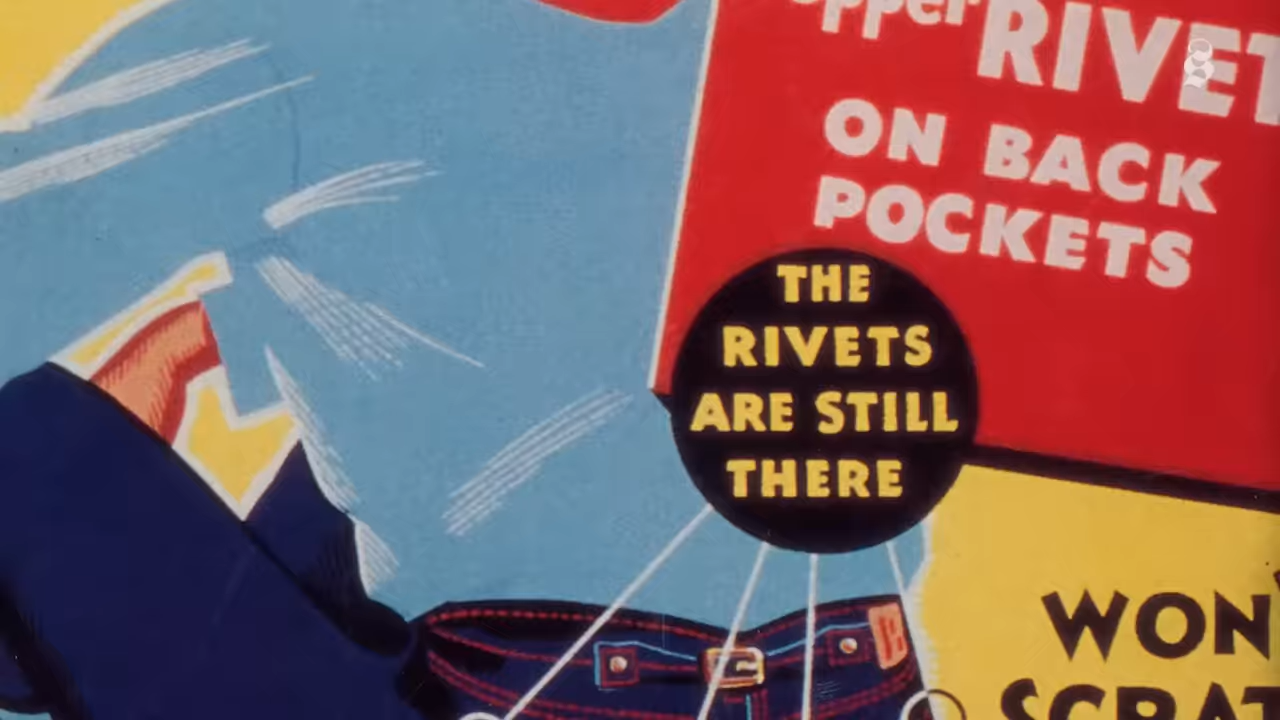 RIVET
ON BACK
POCKETS
THE
RIVETS
ARE STILL
THERE
WON